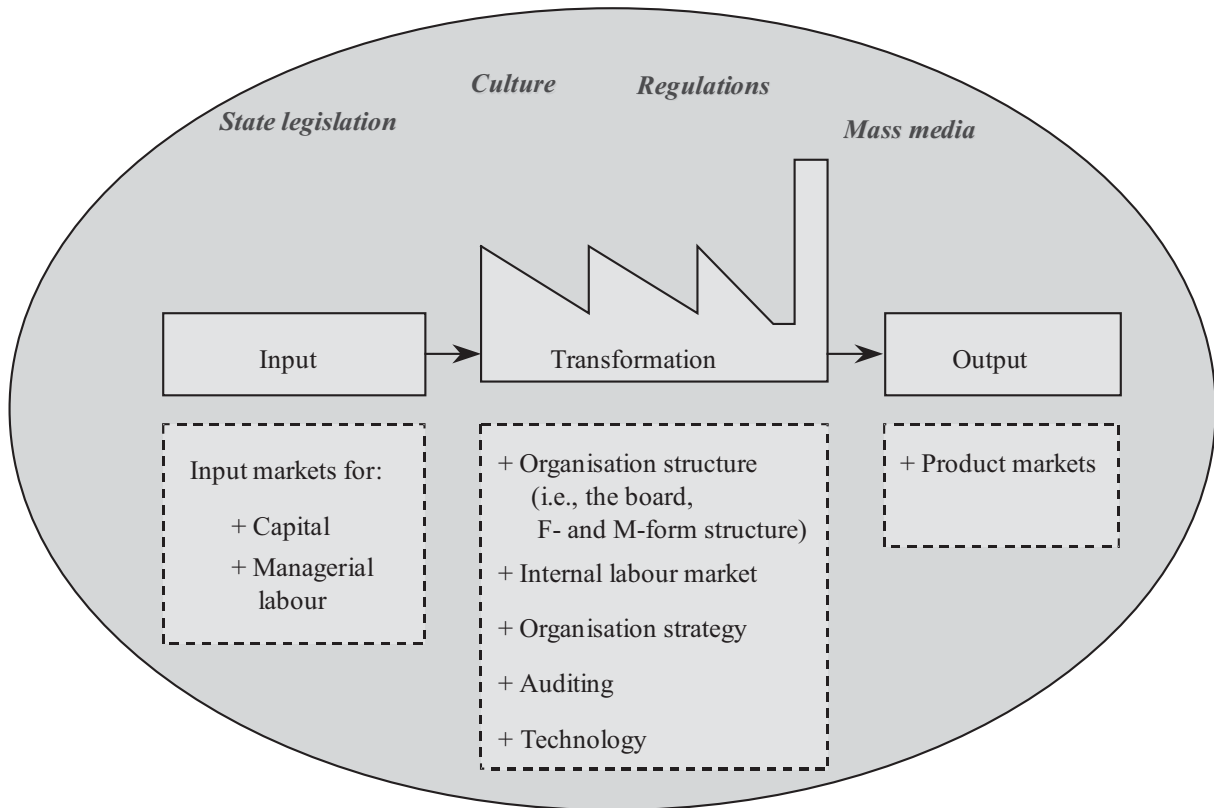 Culture
Regulations
State legislation
Mass media
Input
Transformation
Output
Input markets for:
+ Capital
+ Managerial
labour
+ Organisation structure
(i.e., the board,
F- and M-form structure)
+ Internal labour market
+ Organisation strategy
+ Auditing
+ Technology
+ Product markets